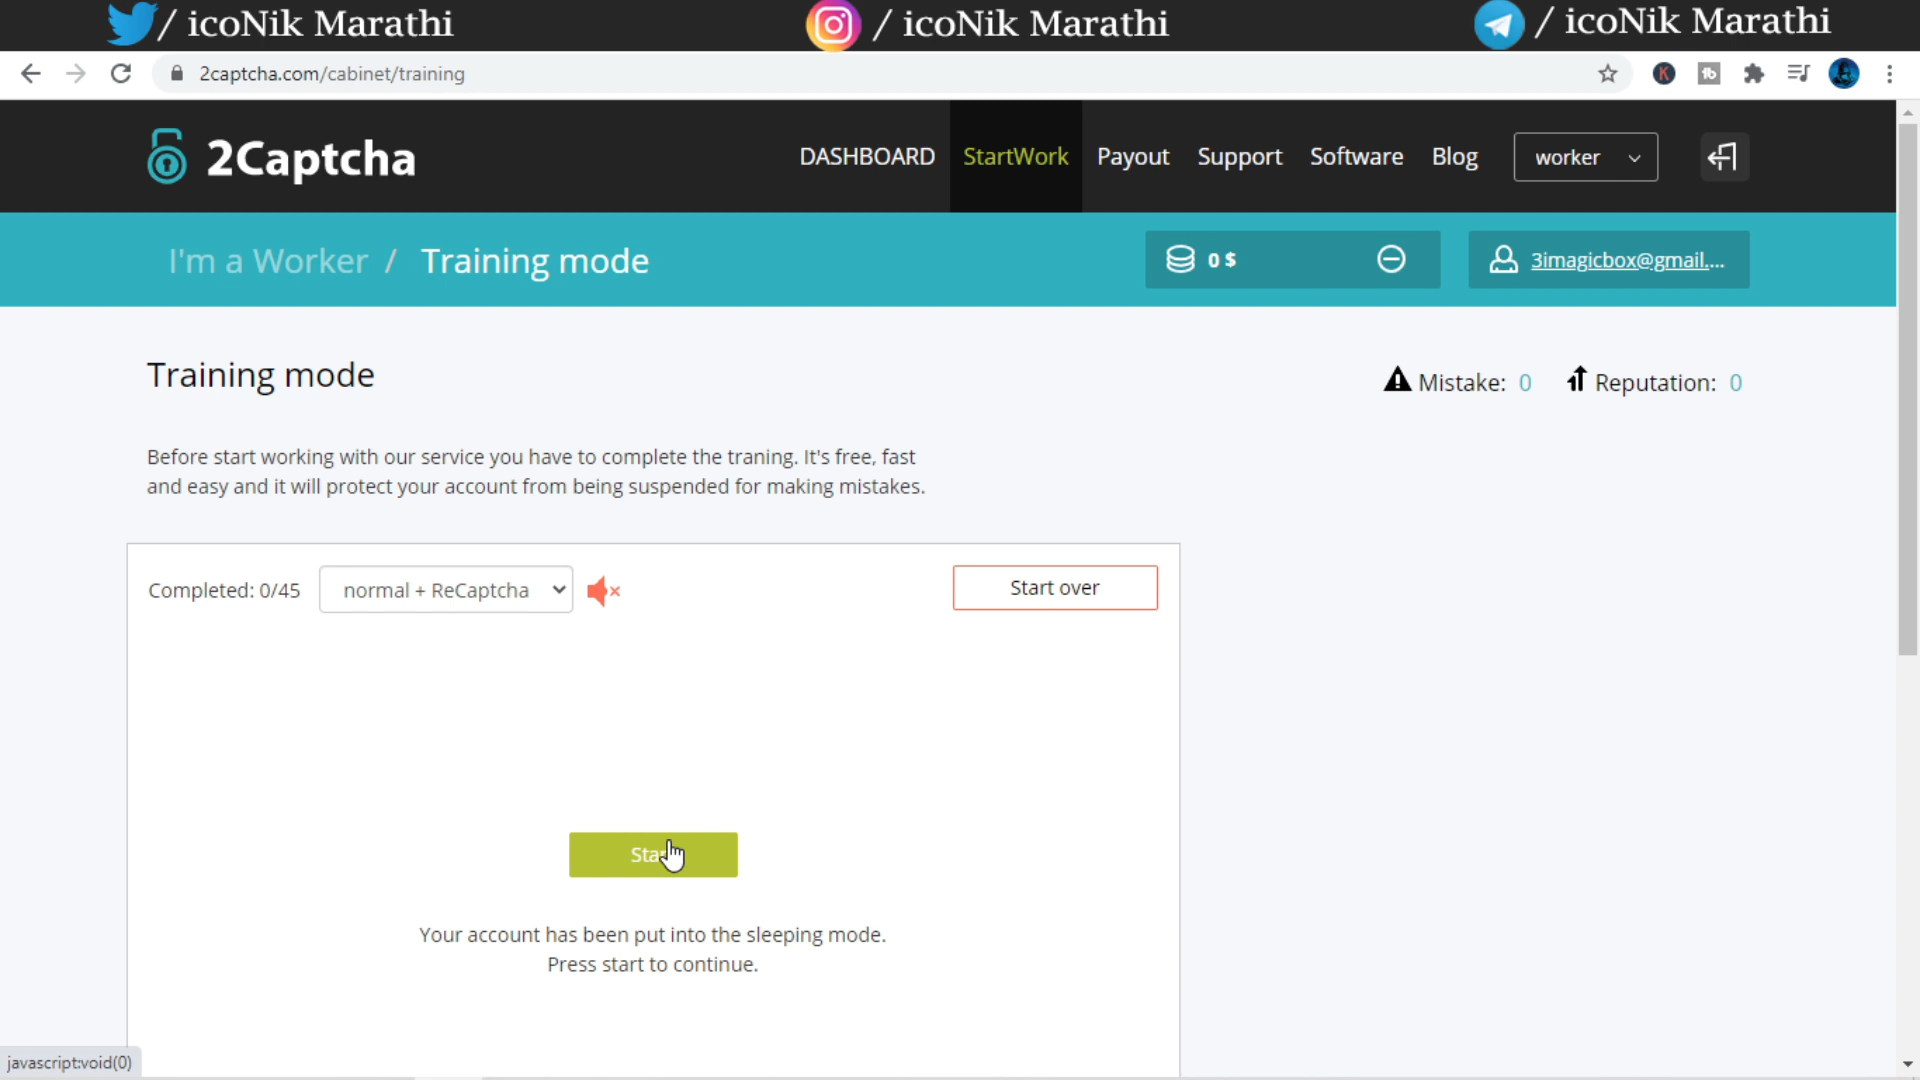 / icoNik Marathi
/ icoNik Marathi
/ icoNik Marathi
2captcha.com/cabinet/training
2Captcha
DASHBOARD
StartWork
Payout
Support
Software
Blog
worker
I'm a Worker / Training mode
0 $
3imagicbox@gmail....
Training mode
Mistake: 0
Reputation: 0
Before start working with our service you have to complete the traning. It's free, fast
and easy and it will protect your account from being suspended for making mistakes.
Completed: 0/45
normal + ReCaptcha
Start over
Your account has been put into the sleeping mode.
Press start to continue.
javascript:void(0)